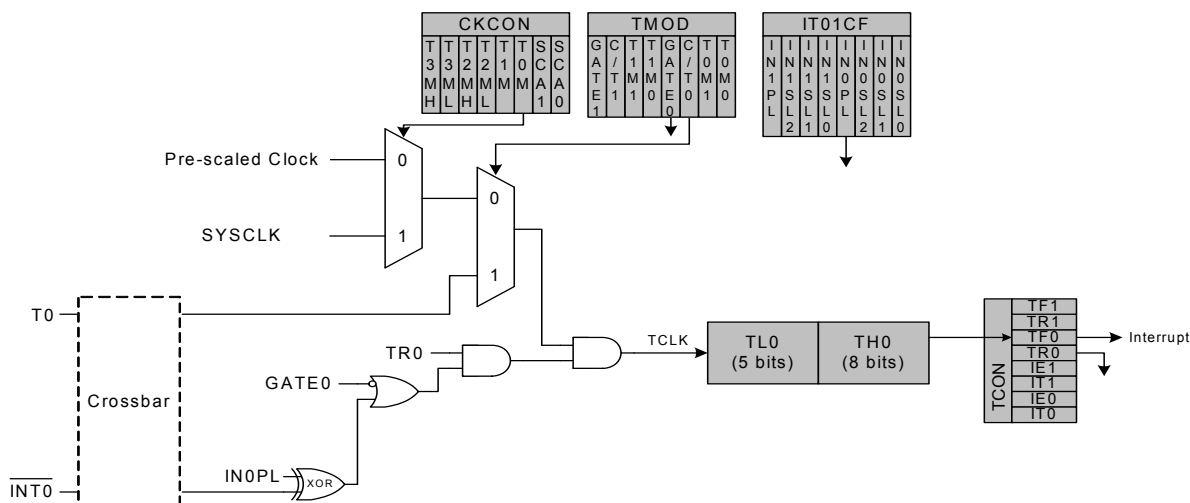 CKCON
T3MH
T3ML
T2MH
T2ML
T1M
T0M
SCA1
SCA0
TMOD
GATE1
C/T1
T1M1
T1M0
GATE0
C/T0
T0M1
T0M0
IT01CF
IN1PL
IN1SL2
IN1SL1
IN1SL0
IN0PL
IN0SL2
IN0SL1
IN0SL0
Pre-scaled Clock
0
SYSCLK
1
0
1
T0
Crossbar
INT0
TR0
GATE0
IN0PL
XOR
TCLK
TL0
(5 bits)
TH0
(8 bits)
TCON
TF1
TR1
TF0
TR0
IE1
IT1
IE0
IT0
Interrupt